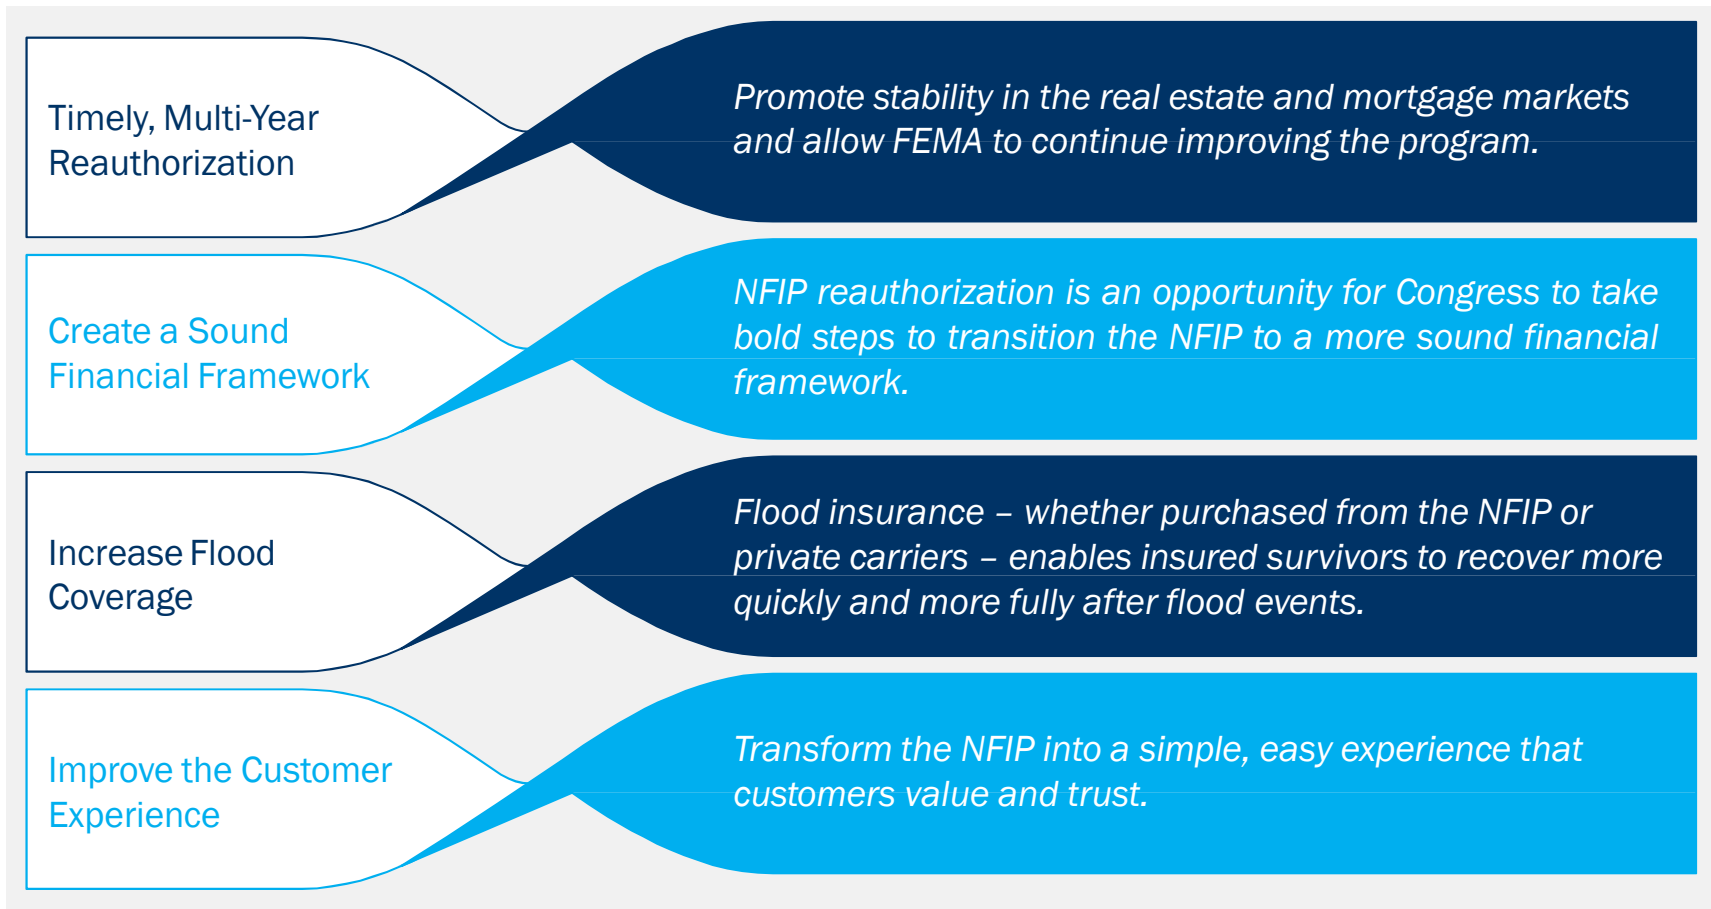 Timely, Multi-Year
Reauthorization
Promote stability in the real estate and mortgage markets
and allow FEMA to continue improving the program.
Create a Sound
Financial Framework
NFIP reauthorization is an opportunity for Congress to take
bold steps to transition the NFIP to a more sound financial
framework.
Increase Flood
Coverage
Flood insurance – whether purchased from the NFIP or
private carriers – enables insured survivors to recover more
quickly and more fully after flood events.
Improve the Customer
Experience
Transform the NFIP into a simple, easy experience that
customers value and trust.